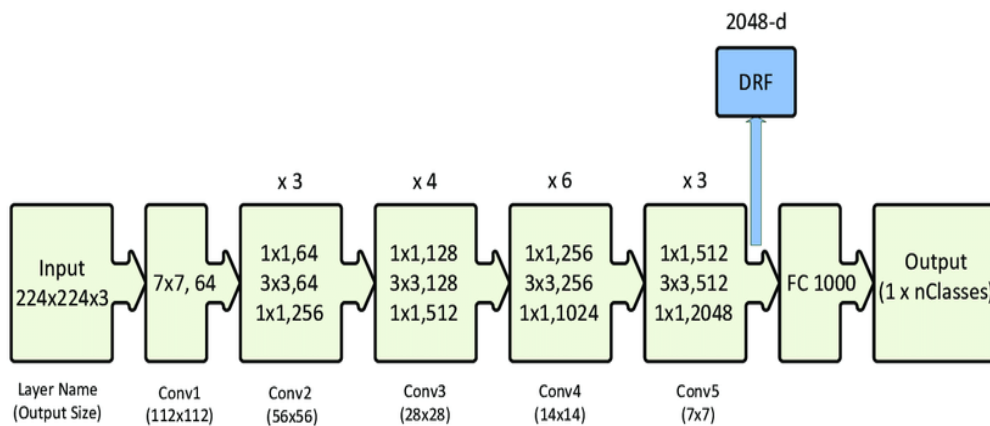 2048-d
DRF
x 3
x 4
x 6
x 3
Input
224x224x3
7x7, 64
1x1,64
3x3,64
1x1,256
1x1,128
3x3,128
1x1,512
1x1,256
3x3,256
1x1,1024
1x1,512
3x3,512
1x1,2048
FC 1000
Output
(1 x nClasses)
Layer Name
(Output Size)
Conv1
(112x112)
Conv2
(56x56)
Conv3
(28x28)
Conv4
(14x14)
Conv5
(7x7)